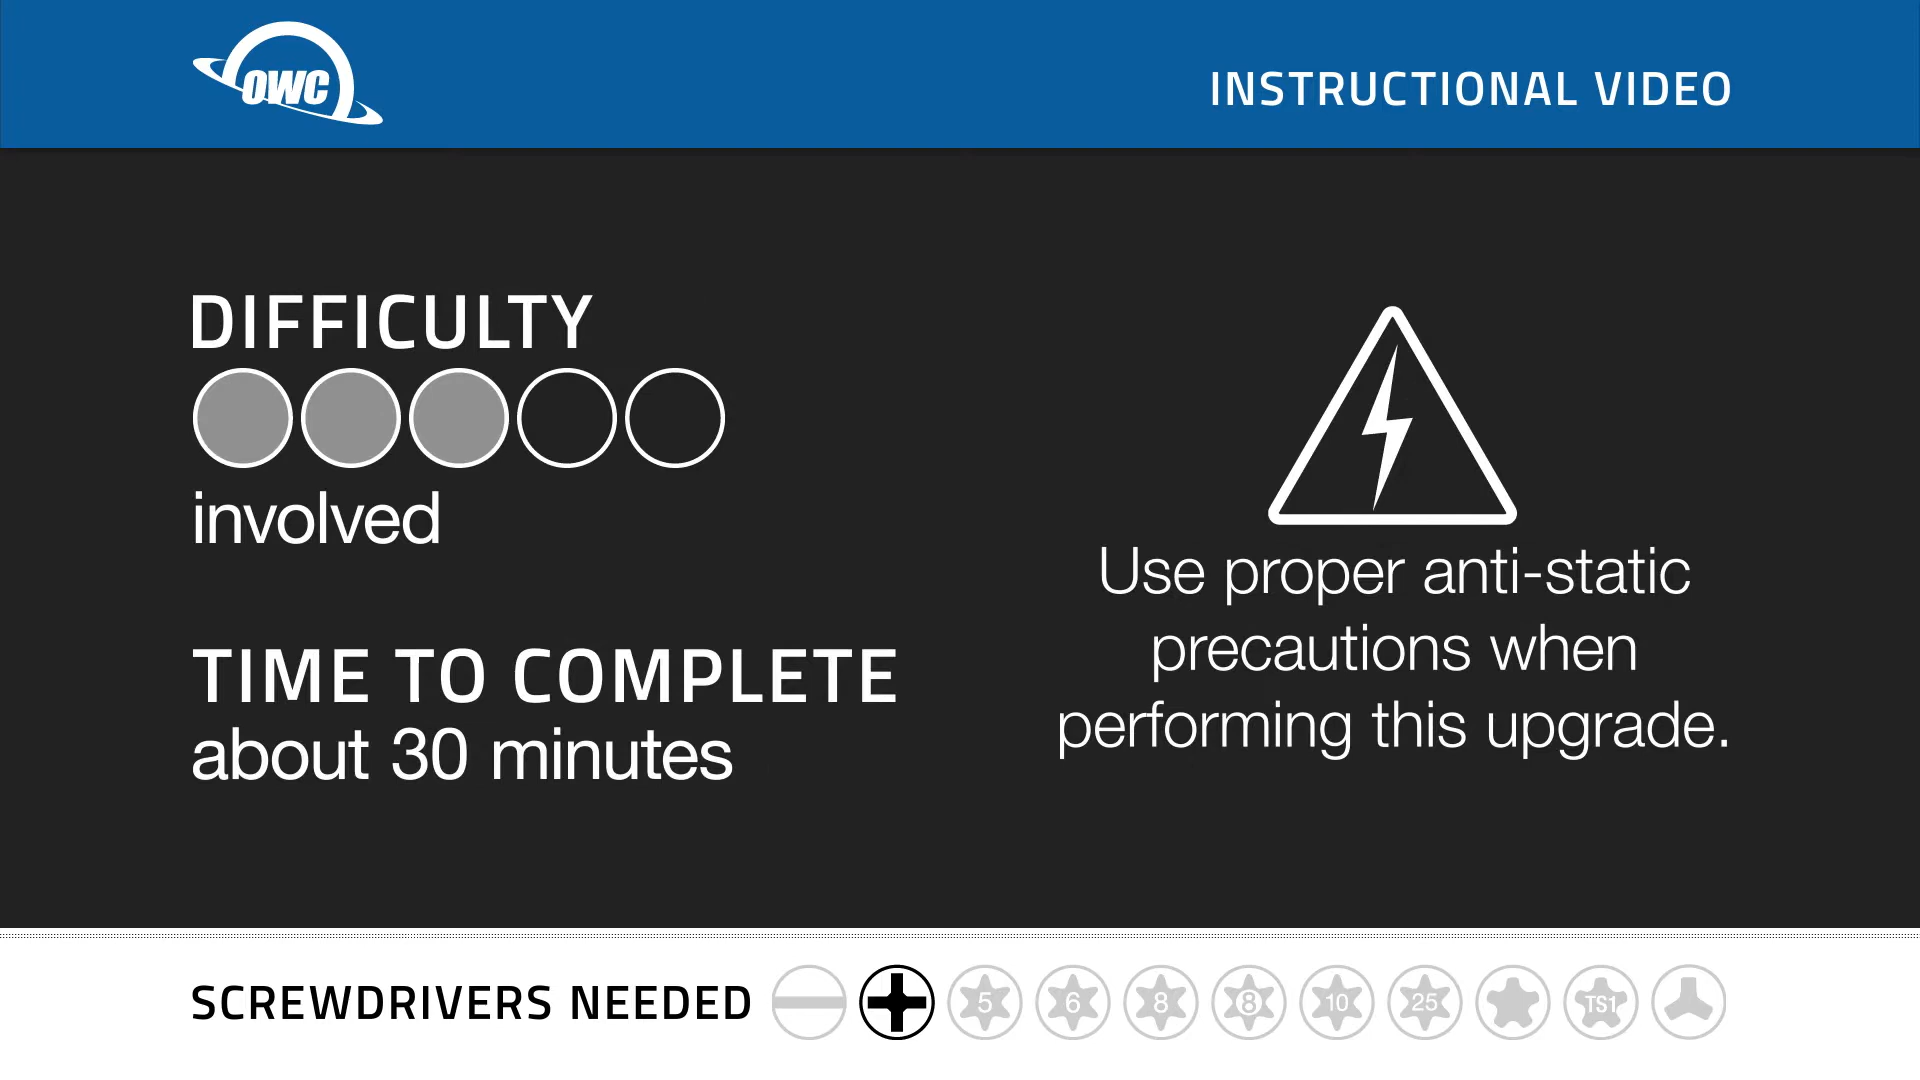 OWC
INSTRUCTIONAL VIDEO
DIFFICULTY
involved
TIME TO COMPLETE
about 30 minutes
Use proper anti-static
precautions when
performing this upgrade.
SCREWDRIVERS NEEDED
5 6 8 8 10 25 TS1